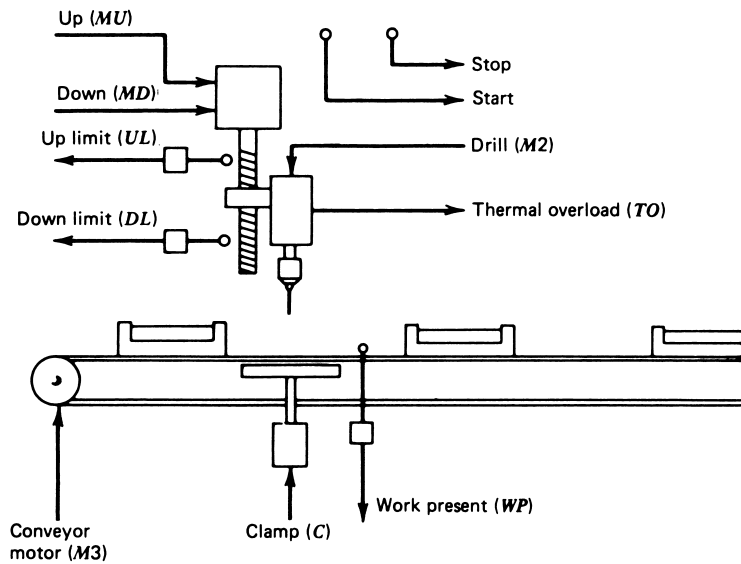 Up (MU)
Stop
Down (MD)
Start
Up limit (UL)
Drill (M2)
Down limit (DL)
Thermal overload (TO)
Work present (WP)
Conveyor
motor (M3)
Clamp (C)